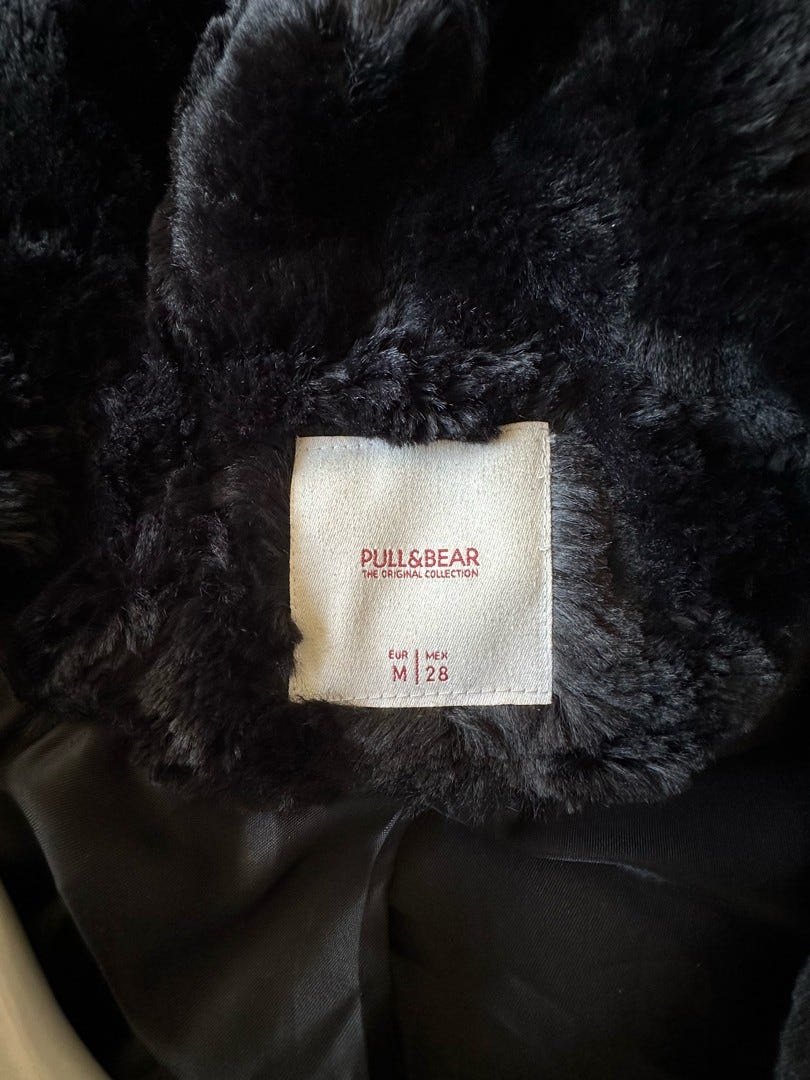 PULL&BEAR
THE ORIGINAL COLLECTION
EUR | MEX
M | 28